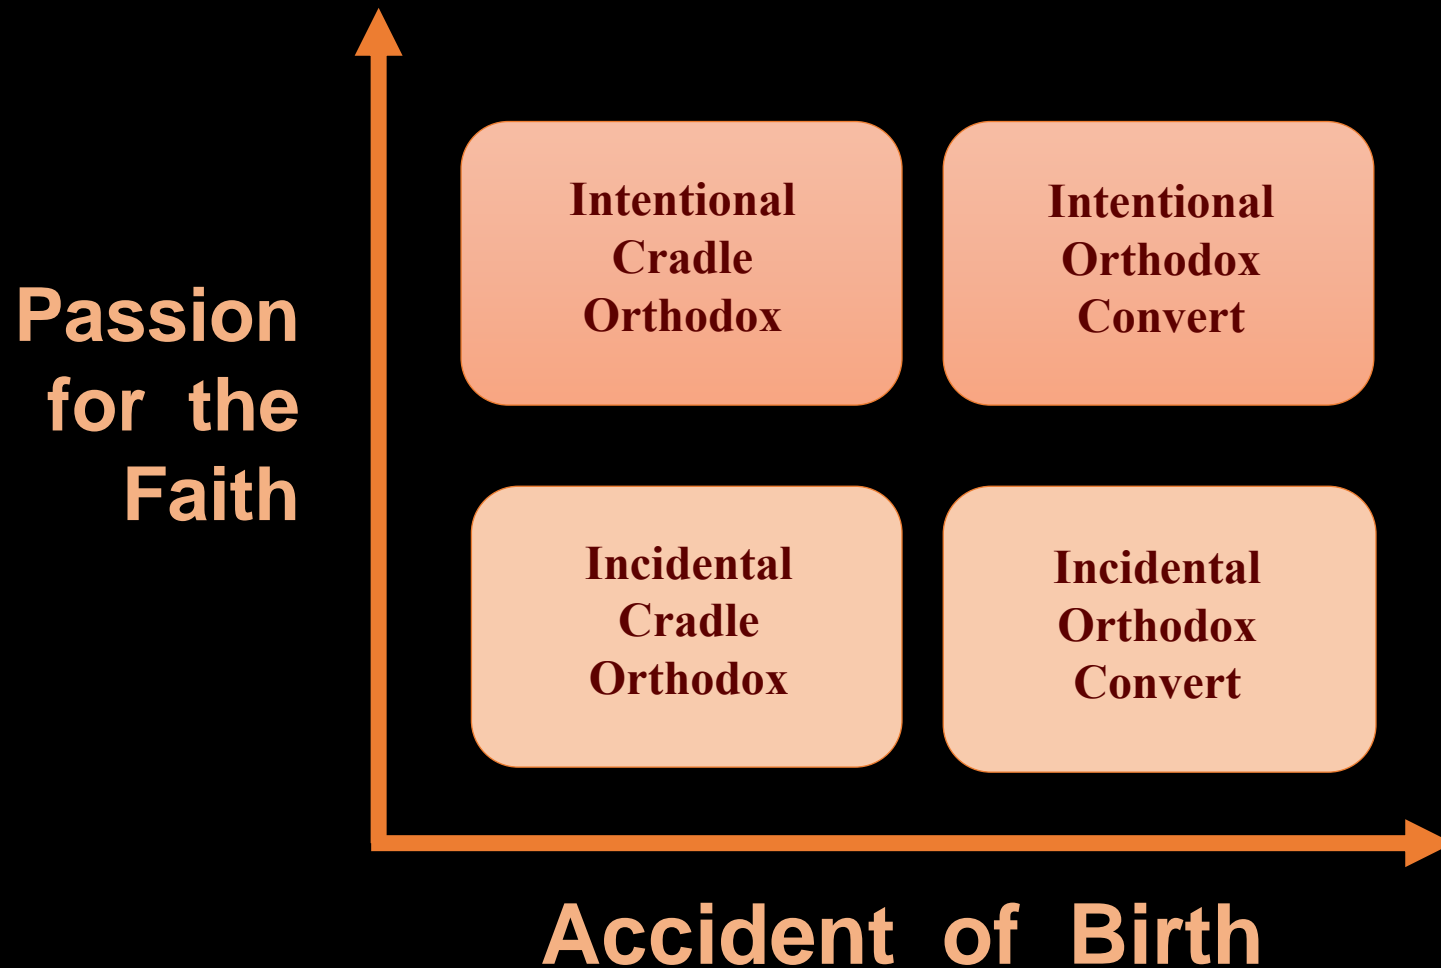 Passion
for the
Faith
Intentional
Cradle
Orthodox
Intentional
Orthodox
Convert
Incidental
Cradle
Orthodox
Incidental
Orthodox
Convert
Accident of Birth